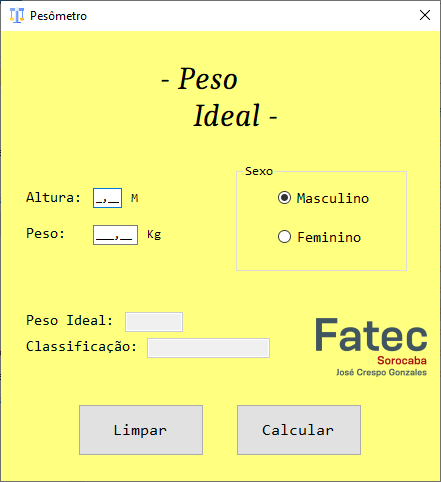 Pesômetro
- Peso
Ideal -
Altura: _,__ M
Peso: ___,__ Kg
Sexo
Masculino
Feminino
Peso Ideal:
Classificação:
Fatec
Sorocaba
José Crespo Gonzales
Limpar
Calcular